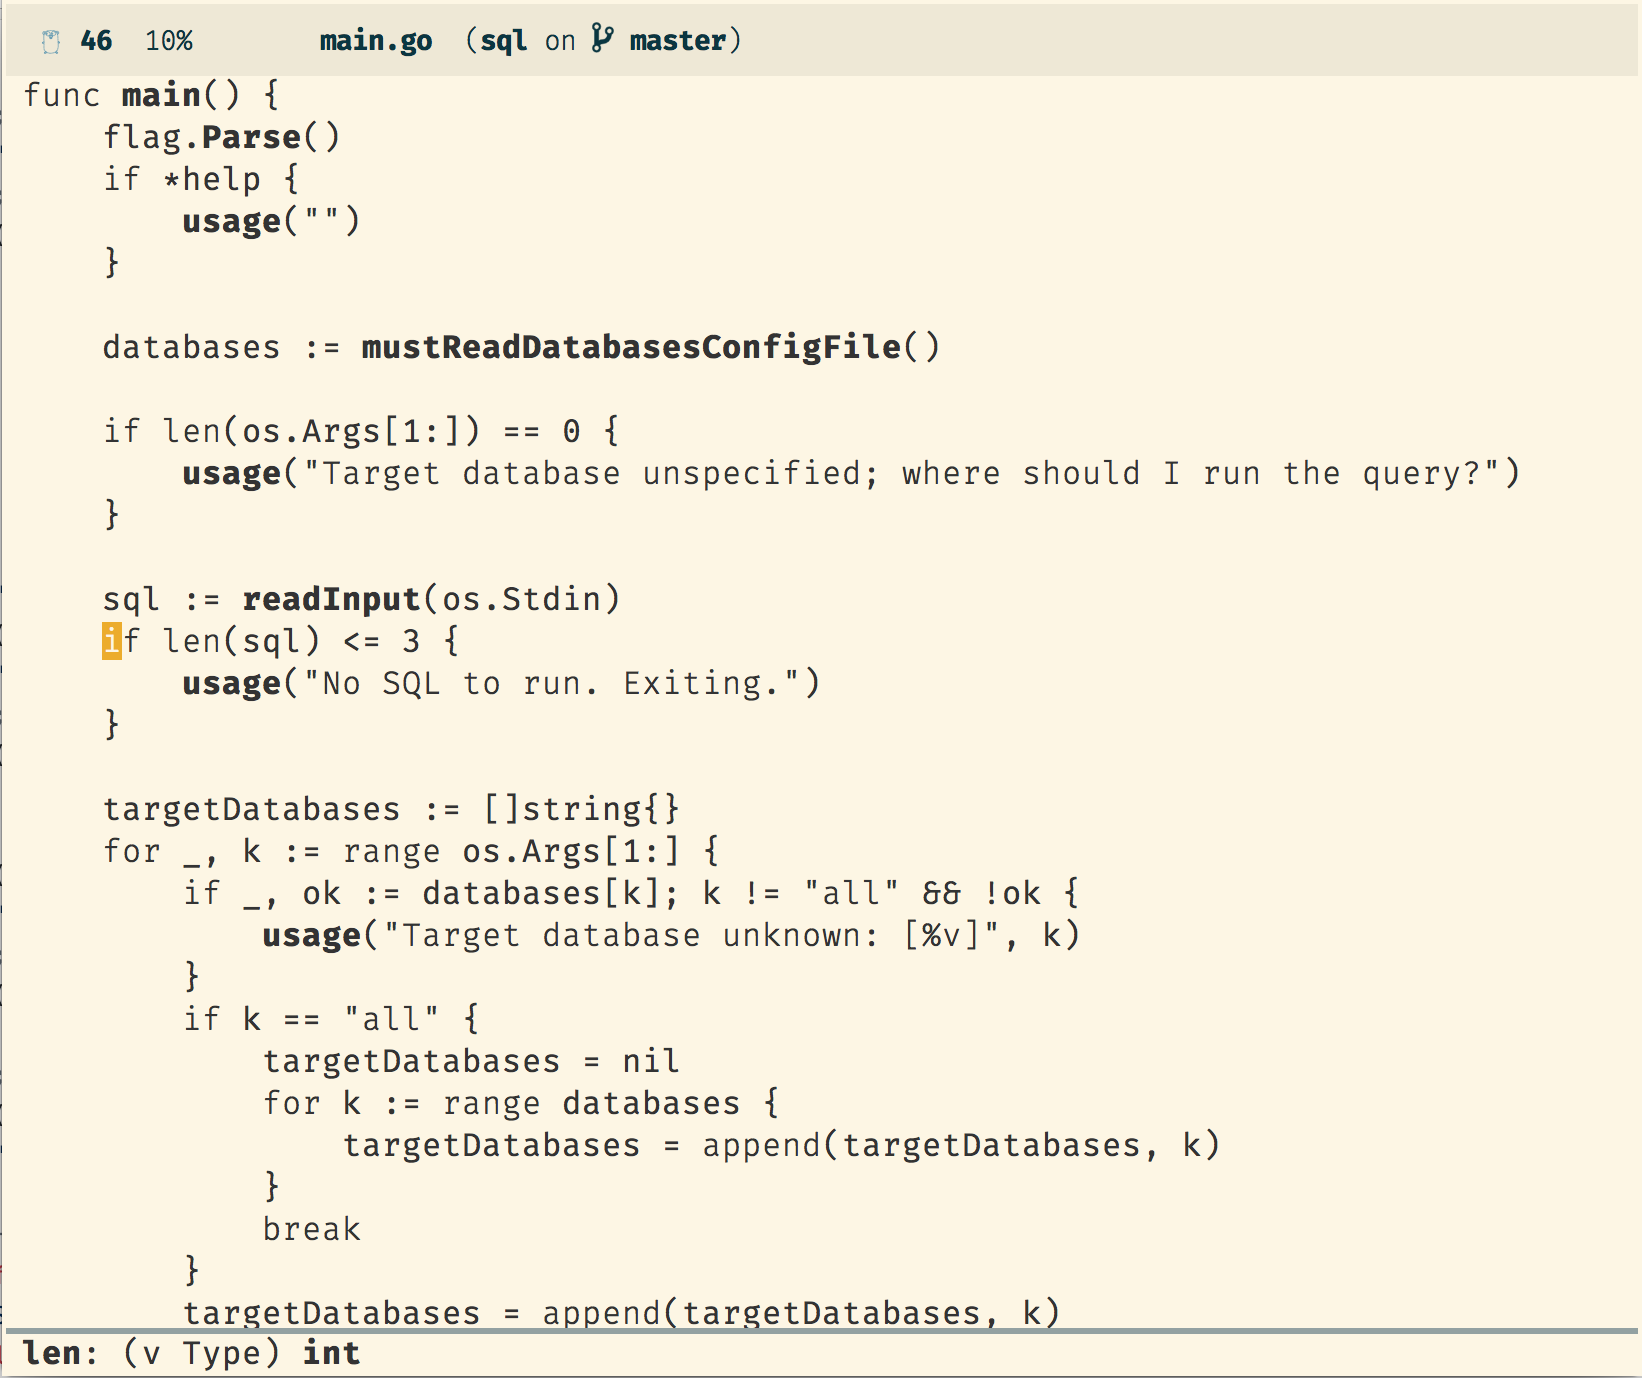 46 10% main.go (sql on master)
func main() {
    flag.Parse()
    if *help {
        usage("")
    }

    databases := mustReadDatabasesConfigFile()

    if len(os.Args[1:]) == 0 {
        usage("Target database unspecified; where should I run the query?")
    }

    sql := readInput(os.Stdin)
    if len(sql) <= 3 {
        usage("No SQL to run. Exiting.")
    }

    targetDatabases := []string{}
    for _, k := range os.Args[1:] {
        if _, ok := databases[k]; k != "all" && !ok {
            usage("Target database unknown: [%v]", k)
        }
        if k == "all" {
            targetDatabases = nil
            for k := range databases {
                targetDatabases = append(targetDatabases, k)
            }
            break
        }
        targetDatabases = append(targetDatabases, k)
len: (v Type) int